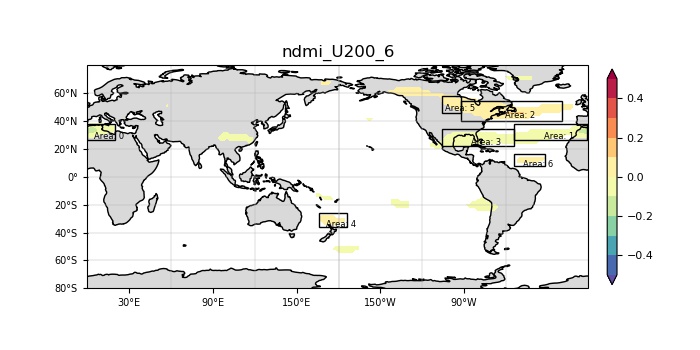 ndmi_U200_6
60°N
40°N
20°N
0°
20°S
40°S
60°S
80°S
30°E
90°E
150°E
150°W
90°W
Area: 0
Area: 1
Area: 2
Area: 3
Area: 4
Area: 5
Area: 6
0.4
0.2
0.0
−0.2
−0.4